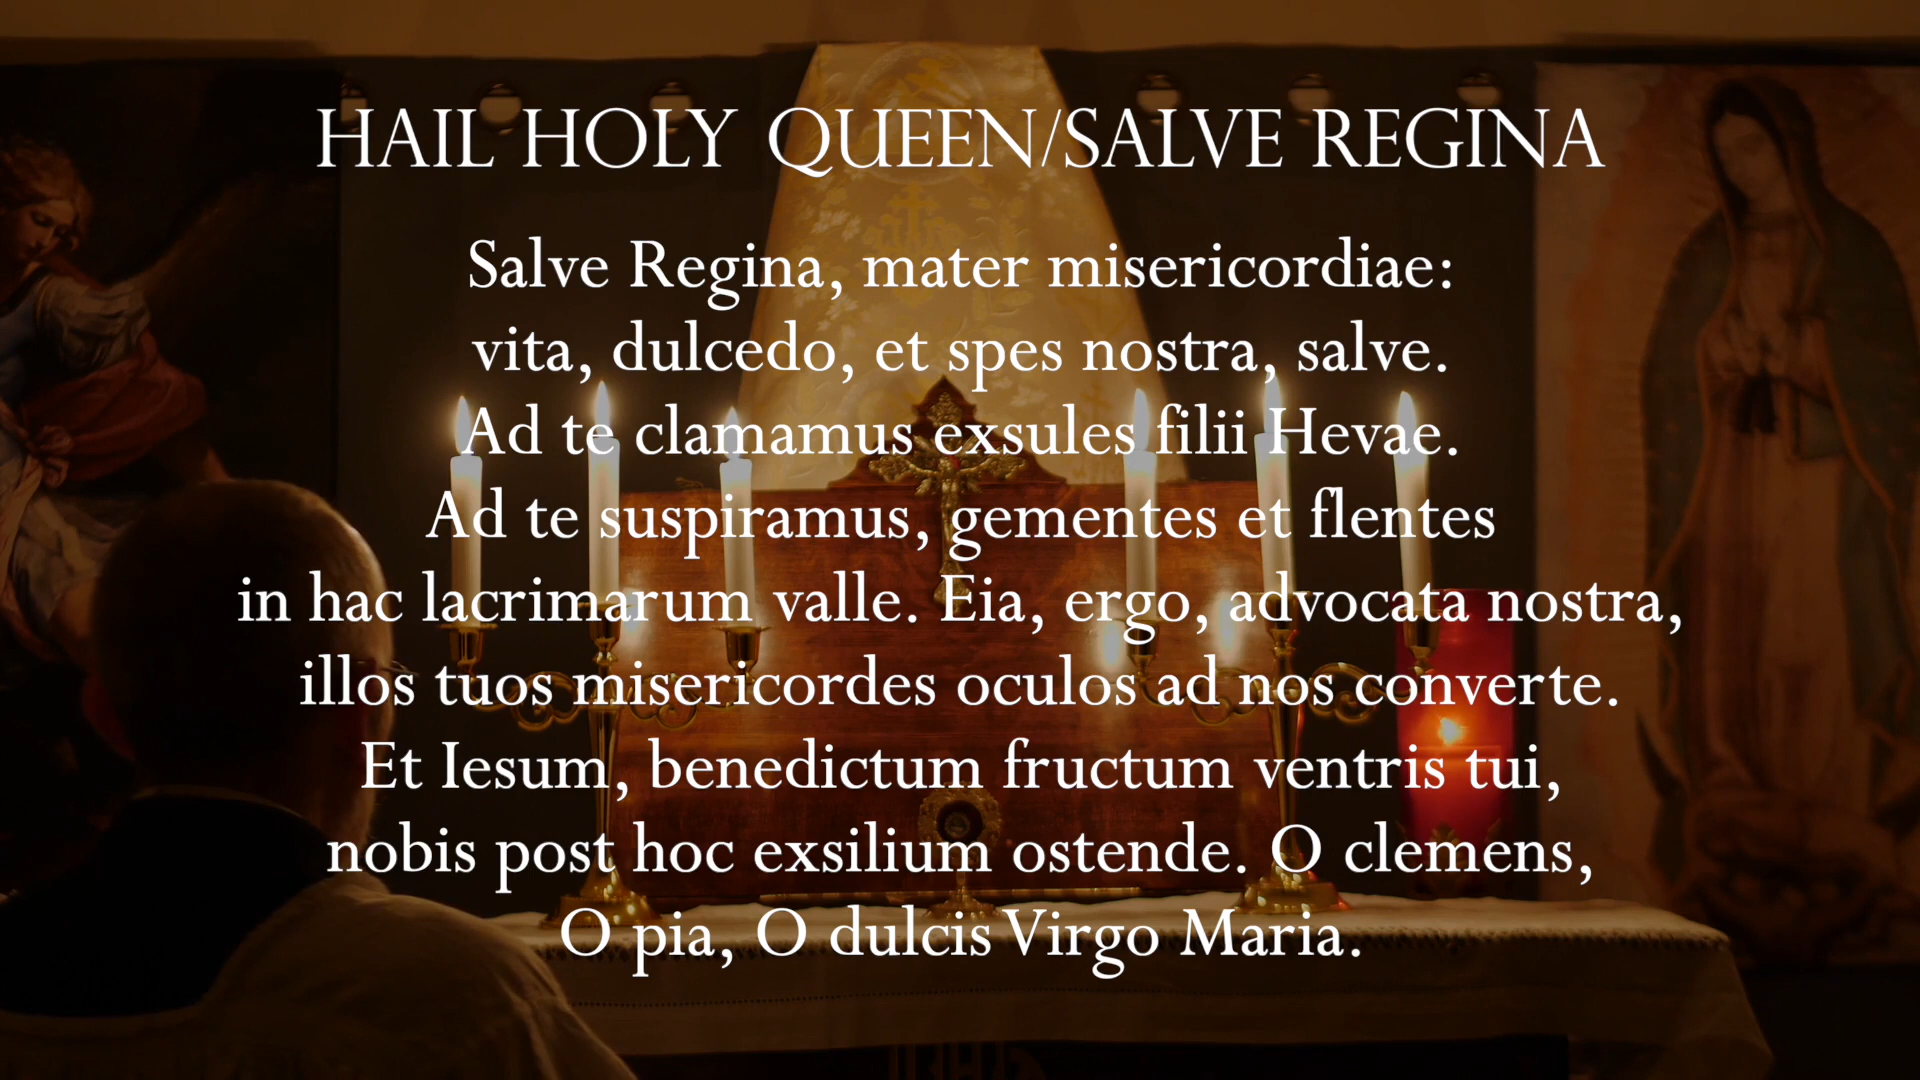 HAIL HOLY QUEEN/SALVE REGINA
Salve Regina, mater misericordiae:
vita, dulcedo, et spes nostra, salve.
Ad te clamamus exsules filii Hevae.
Ad te suspiramus, gementes et flentes
in hac lacrimarum valle. Eia, ergo, advocata nostra,
illos tuos misericordes oculos ad nos converte.
Et Iesum, benedictum fructum ventris tui,
nobis post hoc exsilium ostende. O clemens,
O pia, O dulcis Virgo Maria.